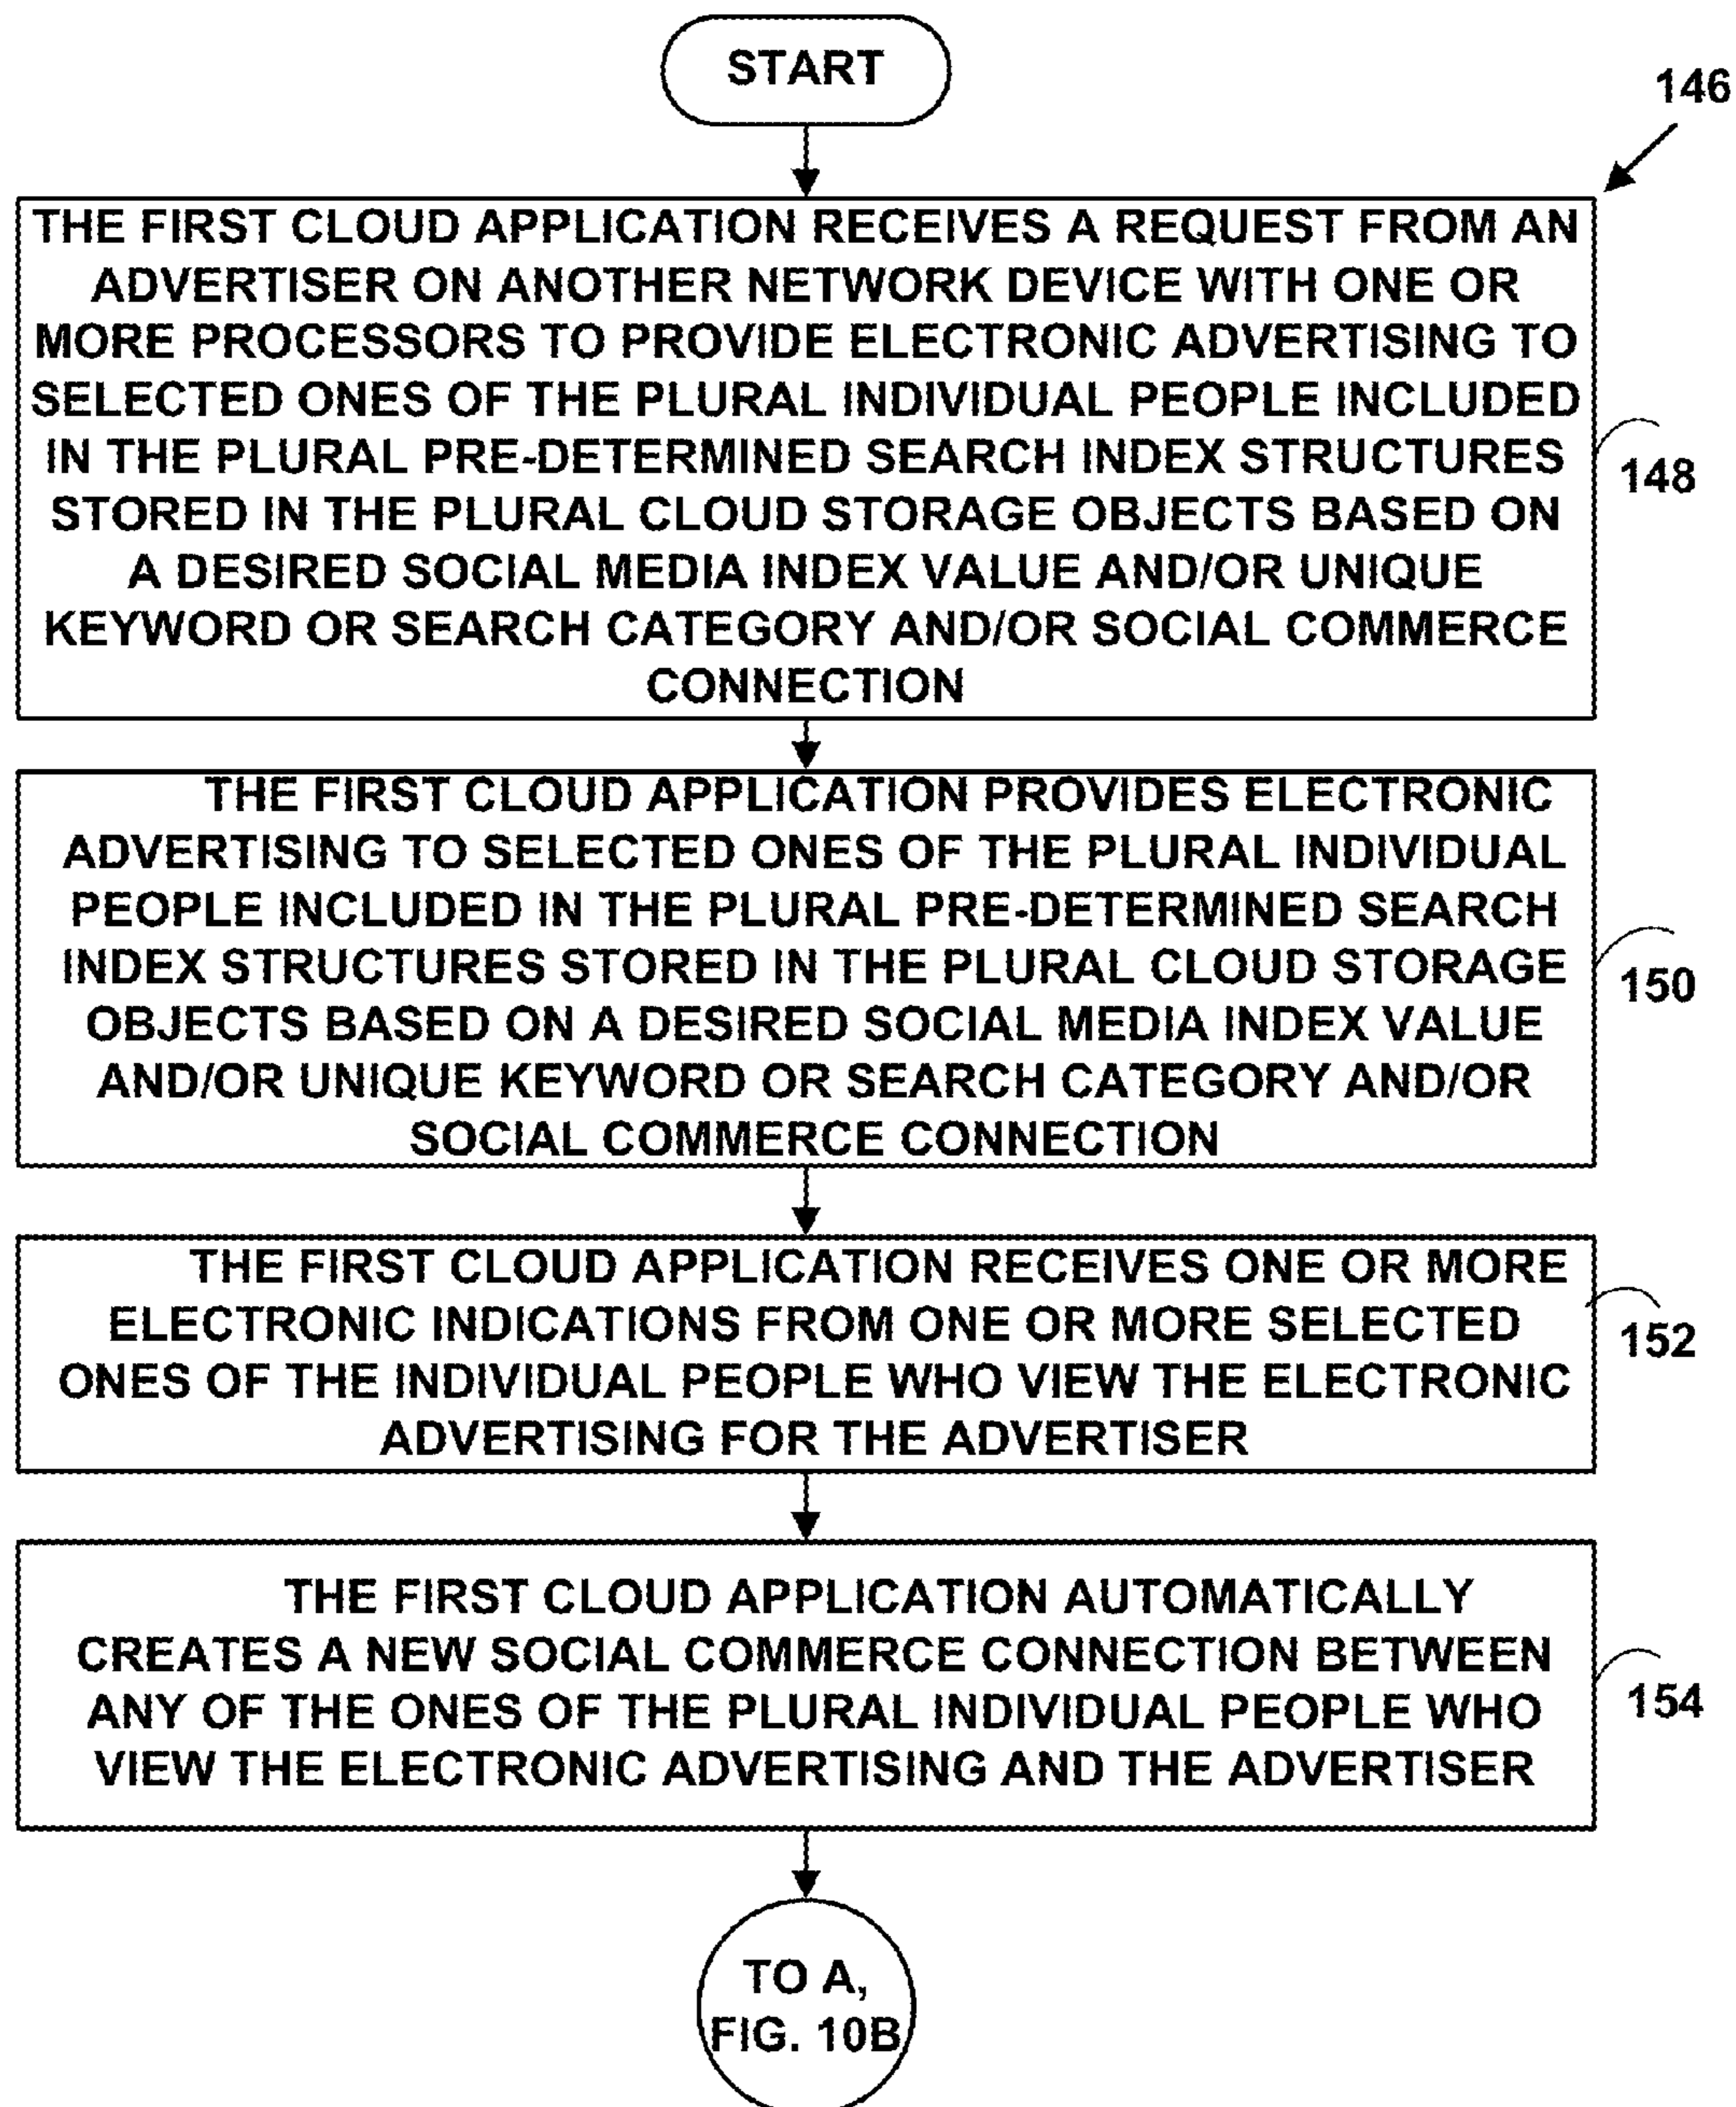 START
146
THE FIRST CLOUD APPLICATION RECEIVES A REQUEST FROM AN
ADVERTISER ON ANOTHER NETWORK DEVICE WITH ONE OR
MORE PROCESSORS TO PROVIDE ELECTRONIC ADVERTISING TO
SELECTED ONES OF THE PLURAL INDIVIDUAL PEOPLE INCLUDED
IN THE PLURAL PRE-DETERMINED SEARCH INDEX STRUCTURES
STORED IN THE PLURAL CLOUD STORAGE OBJECTS BASED ON
A DESIRED SOCIAL MEDIA INDEX VALUE AND/OR UNIQUE
KEYWORD OR SEARCH CATEGORY AND/OR SOCIAL COMMERCE
CONNECTION
148
THE FIRST CLOUD APPLICATION PROVIDES ELECTRONIC
ADVERTISING TO SELECTED ONES OF THE PLURAL INDIVIDUAL
PEOPLE INCLUDED IN THE PLURAL PRE-DETERMINED SEARCH
INDEX STRUCTURES STORED IN THE PLURAL CLOUD STORAGE
OBJECTS BASED ON A DESIRED SOCIAL MEDIA INDEX VALUE
AND/OR UNIQUE KEYWORD OR SEARCH CATEGORY AND/OR
SOCIAL COMMERCE CONNECTION
150
THE FIRST CLOUD APPLICATION RECEIVES ONE OR MORE
ELECTRONIC INDICATIONS FROM ONE OR MORE SELECTED
ONES OF THE INDIVIDUAL PEOPLE WHO VIEW THE ELECTRONIC
ADVERTISING FOR THE ADVERTISER
152
THE FIRST CLOUD APPLICATION AUTOMATICALLY
CREATES A NEW SOCIAL COMMERCE CONNECTION BETWEEN
ANY OF THE ONES OF THE PLURAL INDIVIDUAL PEOPLE WHO
VIEW THE ELECTRONIC ADVERTISING AND THE ADVERTISER
154
TO A,
FIG. 10B